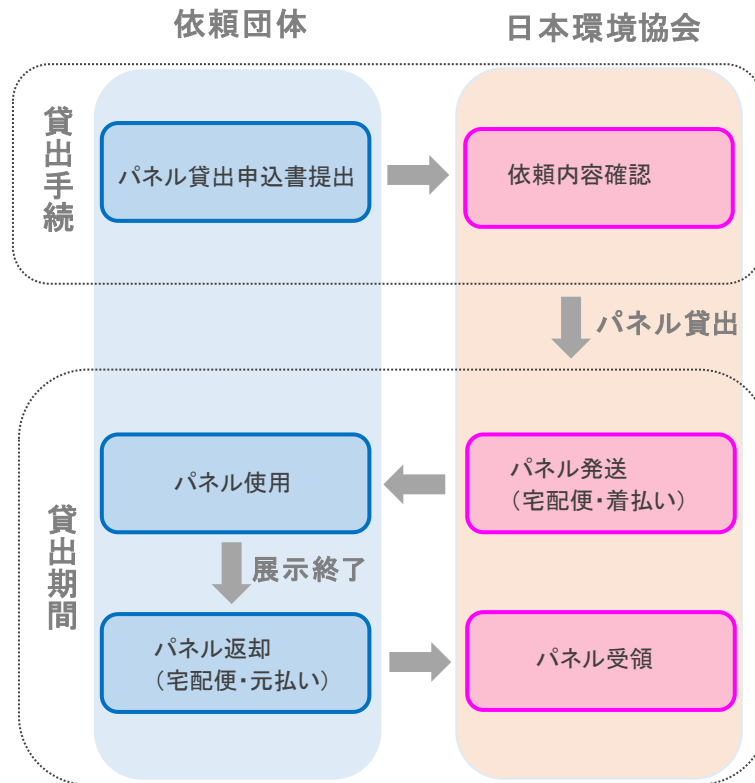 依頼団体
日本環境協会
貸出手続
パネル貸出申込書提出
依頼内容確認
パネル貸出
貸出期間
パネル発送
（宅配便・着払い）
パネル使用
展示終了
パネル返却
（宅配便・元払い）
パネル受領